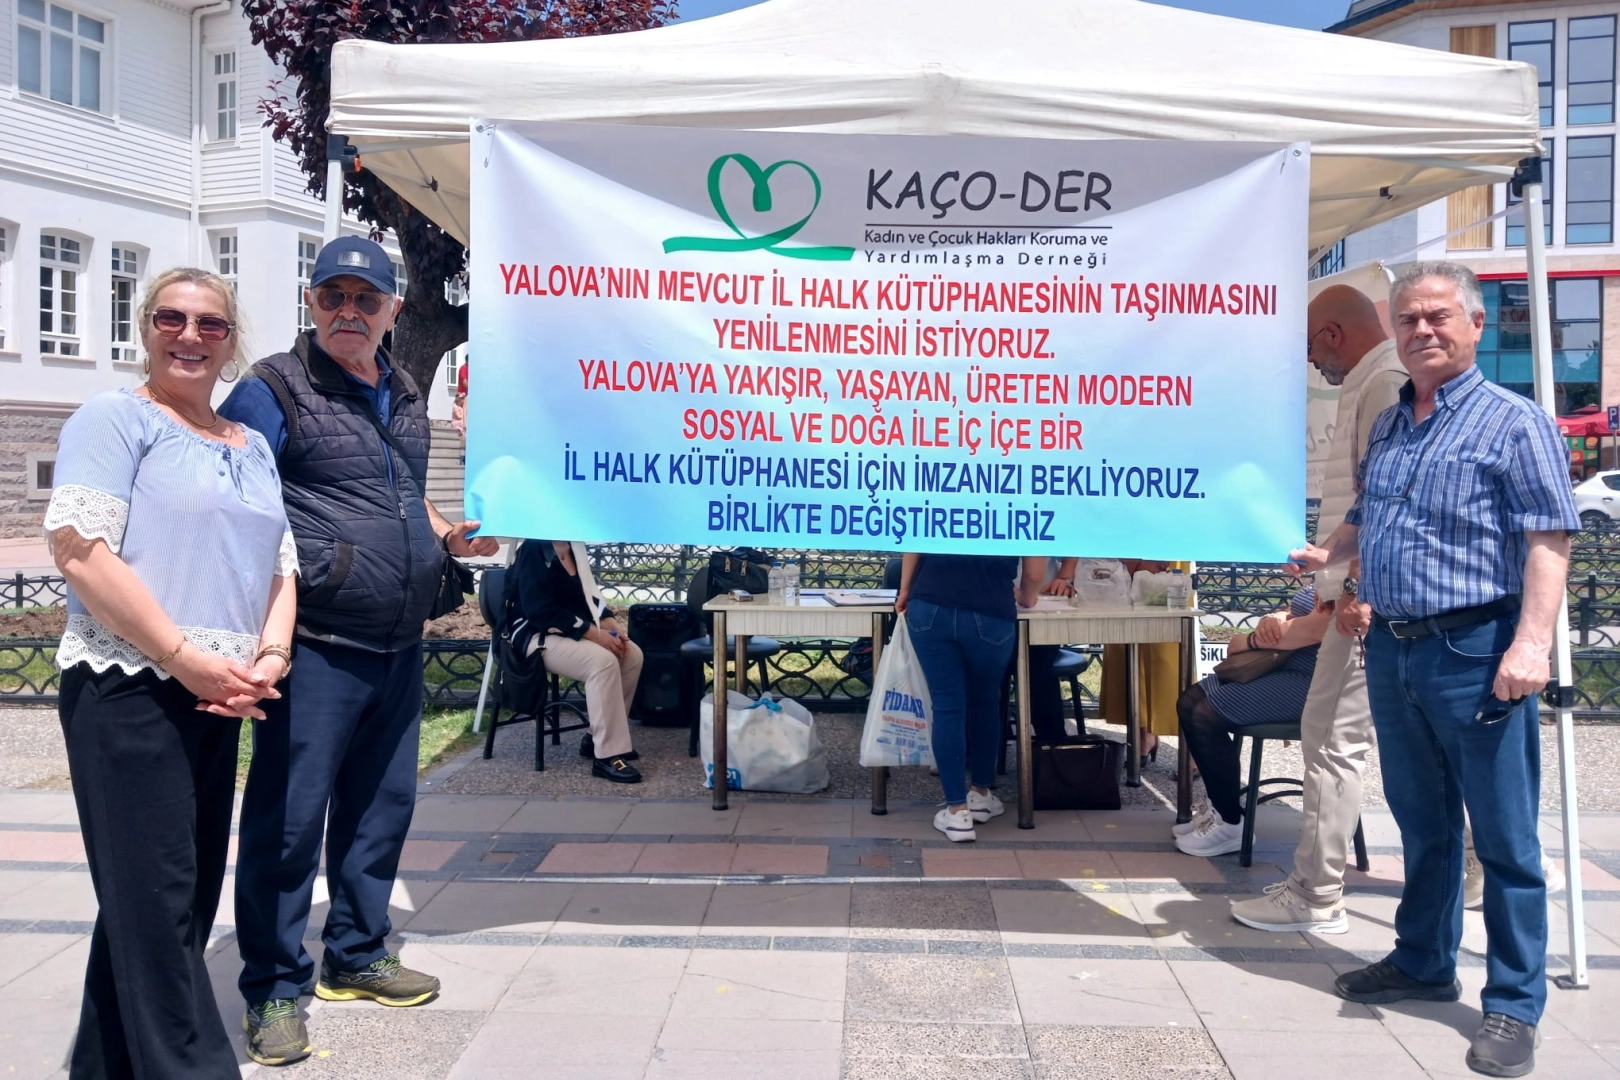 KAÇO-DER
Kadın ve Çocuk Hakları Koruma ve
Yardımlaşma Derneği
YALOVA'NIN MEVCUT İL HALK KÜTÜPHANESİNİN TAŞINMASINI
YENİLENMESİNİ İSTİYORUZ.
YALOVA'YA YAKIŞIR, YAŞAYAN, ÜRETEN MODERN
SOSYAL VE DOĞA İLE İÇ İÇE BİR
İL HALK KÜTÜPHANESİ İÇİN İMZANIZI BEKLİYORUZ.
BİRLİKTE DEĞİŞTİREBİLİRİZ